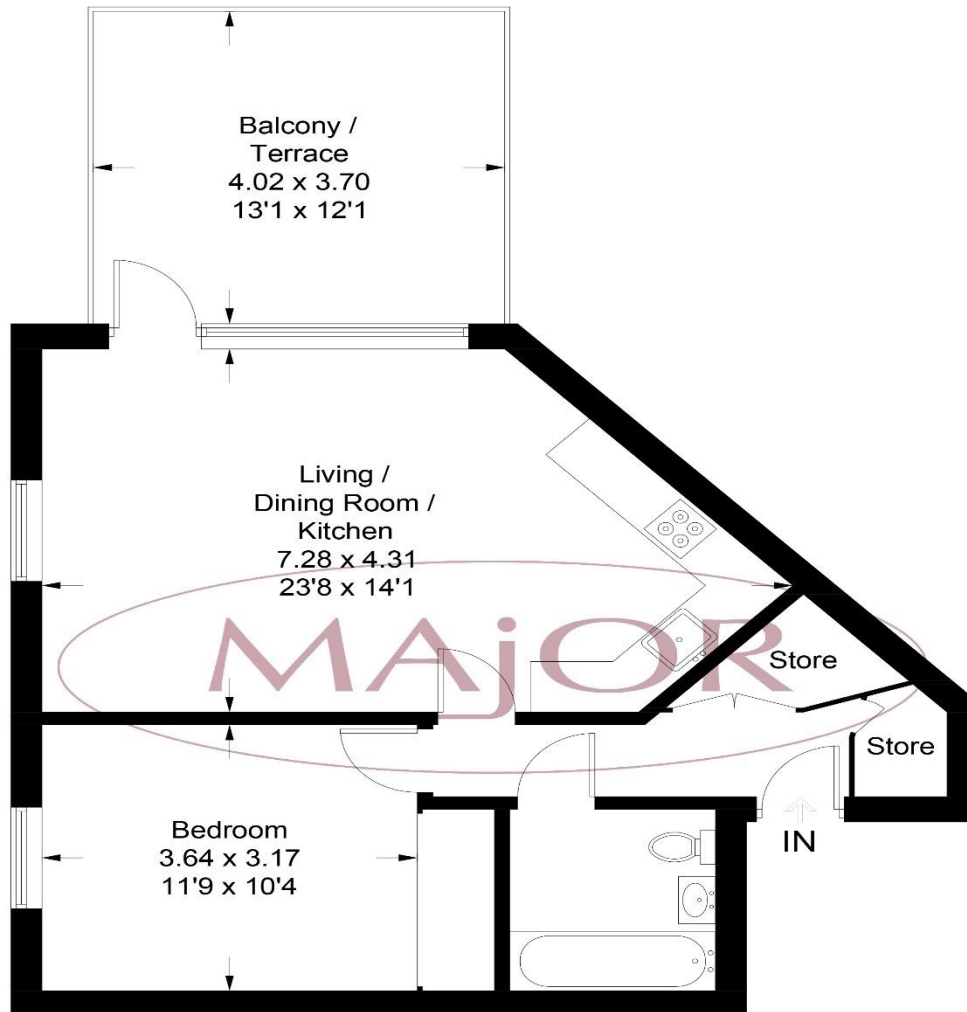 Balcony /
Terrace
4.02 x 3.70
13'1 x 12'1
Living /
Dining Room /
Kitchen
7.28 x 4.31
23'8 x 14'1
MAjOR
Store
Store
Bedroom
3.64 x 3.17
11'9 x 10'4
IN